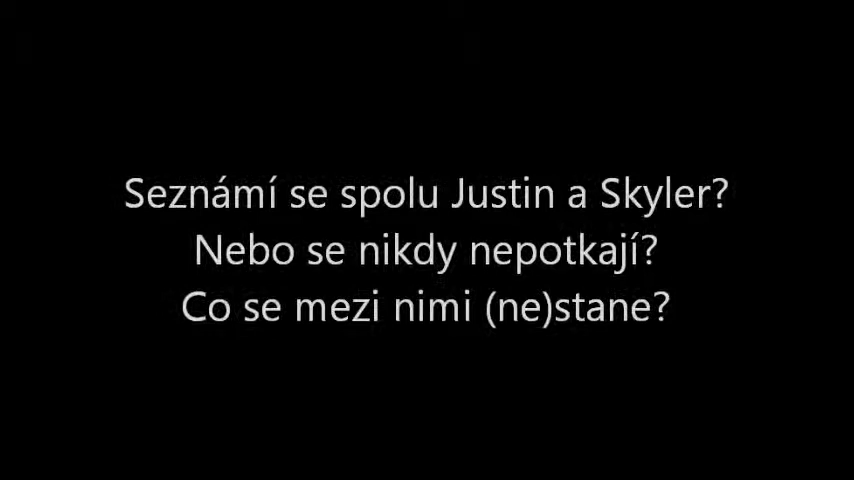 Seznámí se spolu Justin a Skyler?
Nebo se nikdy nepotkají?
Co se mezi nimi (ne)stane?